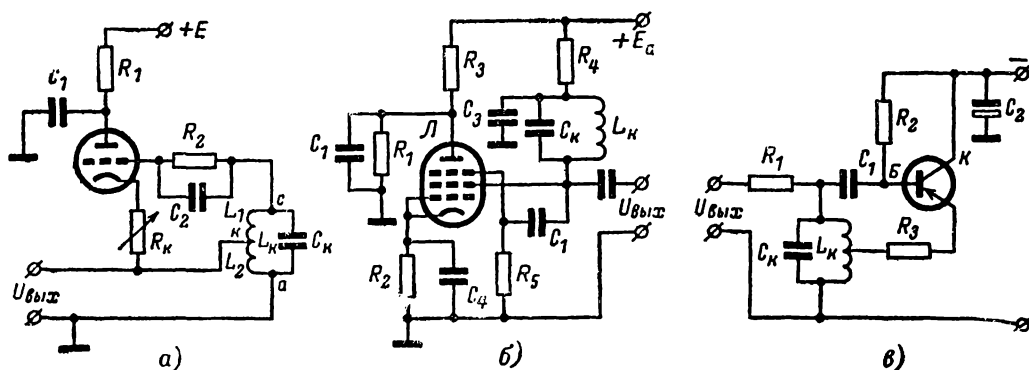 +E
R₁
C₁
R₂
C₂
Rк
L₁
к
L₂
Lк
c
a
Cк
Uвых
а)
+Eₐ
R₃
R₄
C₃
Cк
Lк
Л
C₁
R₁
C₁
Uвых
R₂
C₄
R₅
б)
–
R₂
К
C₂
R₁
C₁
Б
Uвых
Cк
Lк
R₃
в)